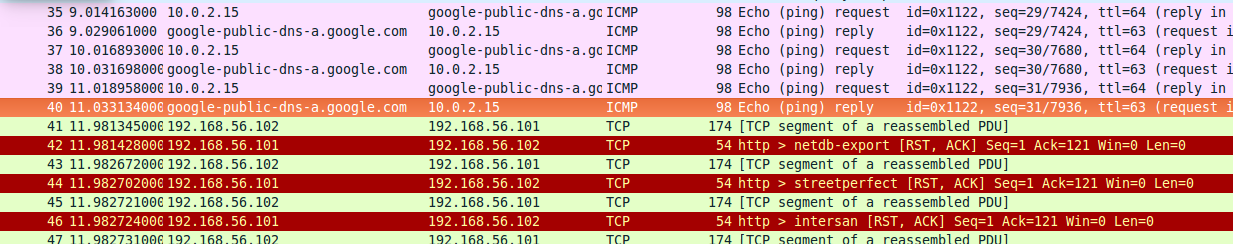 35 9.014163000 10.0.2.15 google-public-dns-a.go ICMP 98 Echo (ping) request id=0x1122, seq=29/7424, ttl=64 (reply in
36 9.029061000 google-public-dns-a.google.com 10.0.2.15 ICMP 98 Echo (ping) reply id=0x1122, seq=29/7424, ttl=63 (request i
37 10.016893000 10.0.2.15 google-public-dns-a.go ICMP 98 Echo (ping) request id=0x1122, seq=30/7680, ttl=64 (reply in
38 10.031698000 google-public-dns-a.google.com 10.0.2.15 ICMP 98 Echo (ping) reply id=0x1122, seq=30/7680, ttl=63 (request i
39 11.018958000 10.0.2.15 google-public-dns-a.go ICMP 98 Echo (ping) request id=0x1122, seq=31/7936, ttl=64 (reply in
40 11.033134000 google-public-dns-a.google.com 10.0.2.15 ICMP 98 Echo (ping) reply id=0x1122, seq=31/7936, ttl=63 (request i
41 11.981345000 192.168.56.102 192.168.56.101 TCP 174 [TCP segment of a reassembled PDU]
42 11.981428000 192.168.56.101 192.168.56.102 TCP 54 http > netdb-export [RST, ACK] Seq=1 Ack=121 Win=0 Len=0
43 11.982672000 192.168.56.102 192.168.56.101 TCP 174 [TCP segment of a reassembled PDU]
44 11.982702000 192.168.56.101 192.168.56.102 TCP 54 http > streetperfect [RST, ACK] Seq=1 Ack=121 Win=0 Len=0
45 11.982721000 192.168.56.102 192.168.56.101 TCP 174 [TCP segment of a reassembled PDU]
46 11.982724000 192.168.56.101 192.168.56.102 TCP 54 http > intersan [RST, ACK] Seq=1 Ack=121 Win=0 Len=0
47 11.982731000 192.168.56.102 192.168.56.101 TCP 174 [TCP segment of a reassembled PDU]